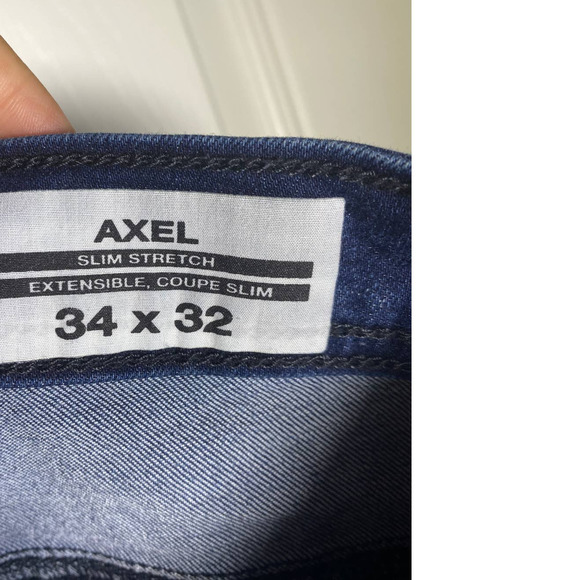 AXEL
SLIM STRETCH
EXTENSIBLE, COUPE SLIM
34 x 32